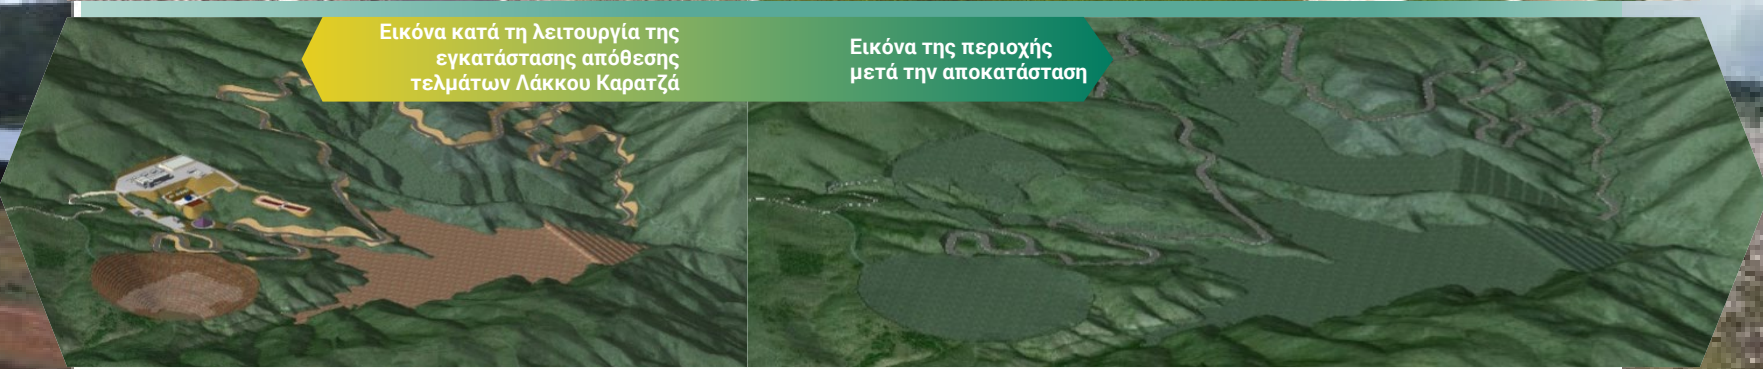 Εικόνα κατά τη λειτουργία της
εγκατάστασης απόθεσης
τελμάτων Λάκκου Καρατζά
Εικόνα της περιοχής
μετά την αποκατάσταση